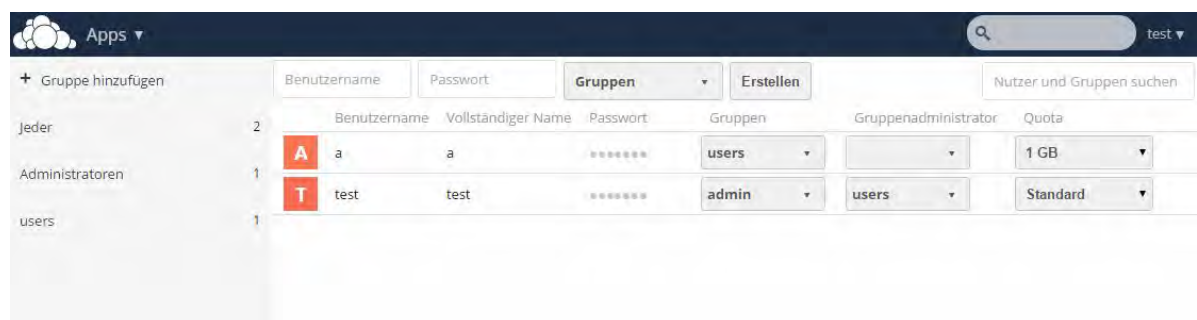 Apps ▾ test ▾
+ Gruppe hinzufügen Benutzername Passwort Gruppen Erstellen Nutzer und Gruppen suchen
Jeder 2
Administratoren 1
users 1
Benutzername Vollständiger Name Passwort Gruppen Gruppenadministrator Quota
A a a ●●●●●●● users 1 GB
T test test ●●●●●●● admin users Standard